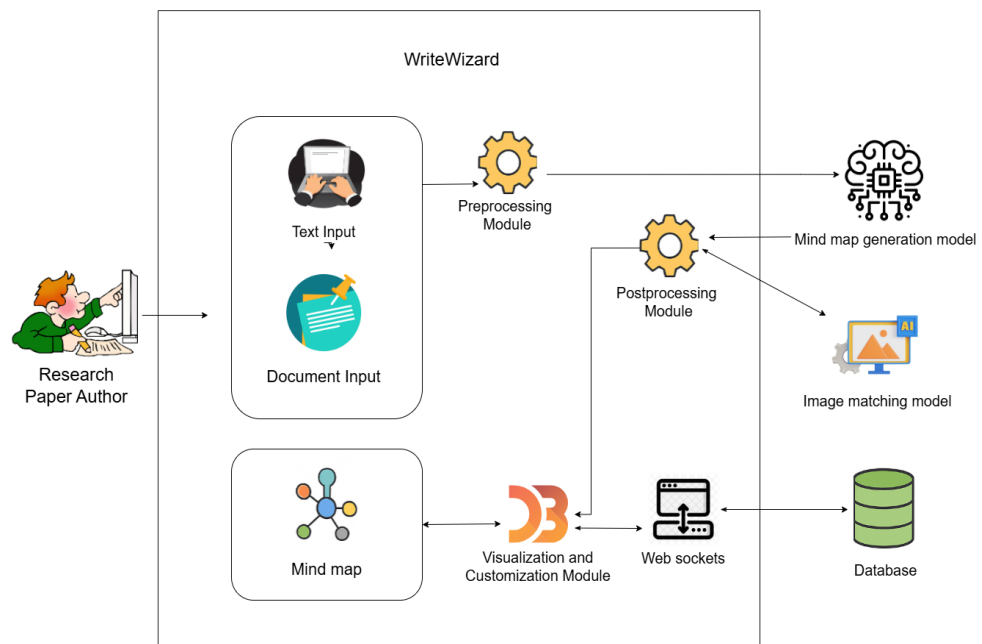 WriteWizard
Text Input
Preprocessing
Module
Mind map generation model
Postprocessing
Module
AI
Document Input
Research
Paper Author
Image matching model
Mind map
Visualization and
Customization Module
Web sockets
Database